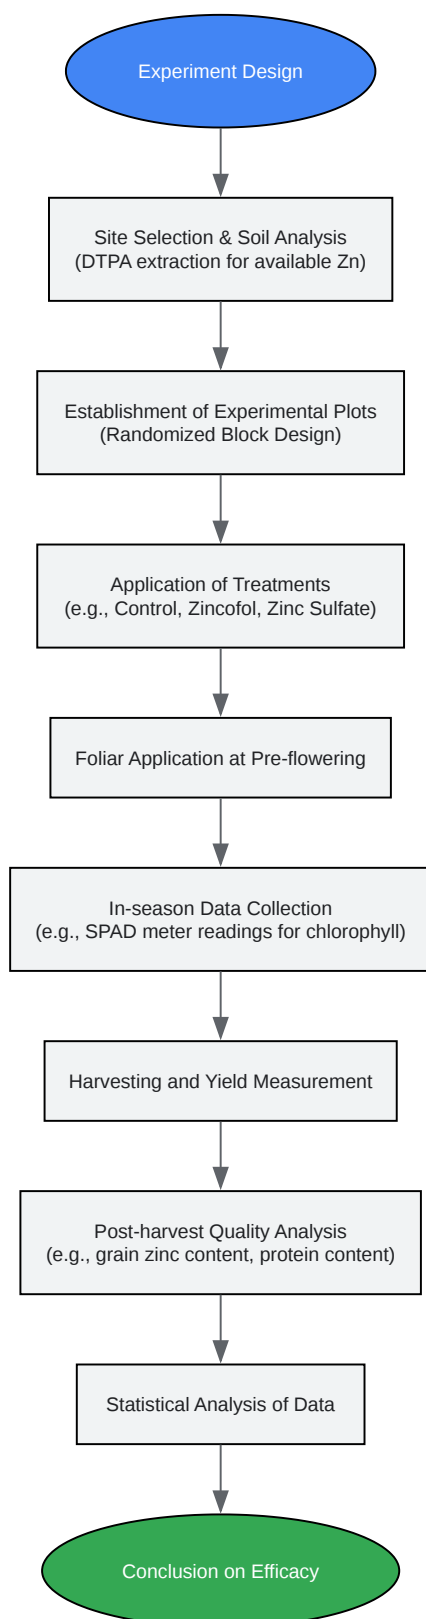 Experiment Design
Site Selection & Soil Analysis
(DTPA extraction for available Zn)
Establishment of Experimental Plots
(Randomized Block Design)
Application of Treatments
(e.g., Control, Zincofol, Zinc Sulfate)
Foliar Application at Pre-flowering
In-season Data Collection
(e.g., SPAD meter readings for chlorophyll)
Harvesting and Yield Measurement
Post-harvest Quality Analysis
(e.g., grain zinc content, protein content)
Statistical Analysis of Data
Conclusion on Efficacy